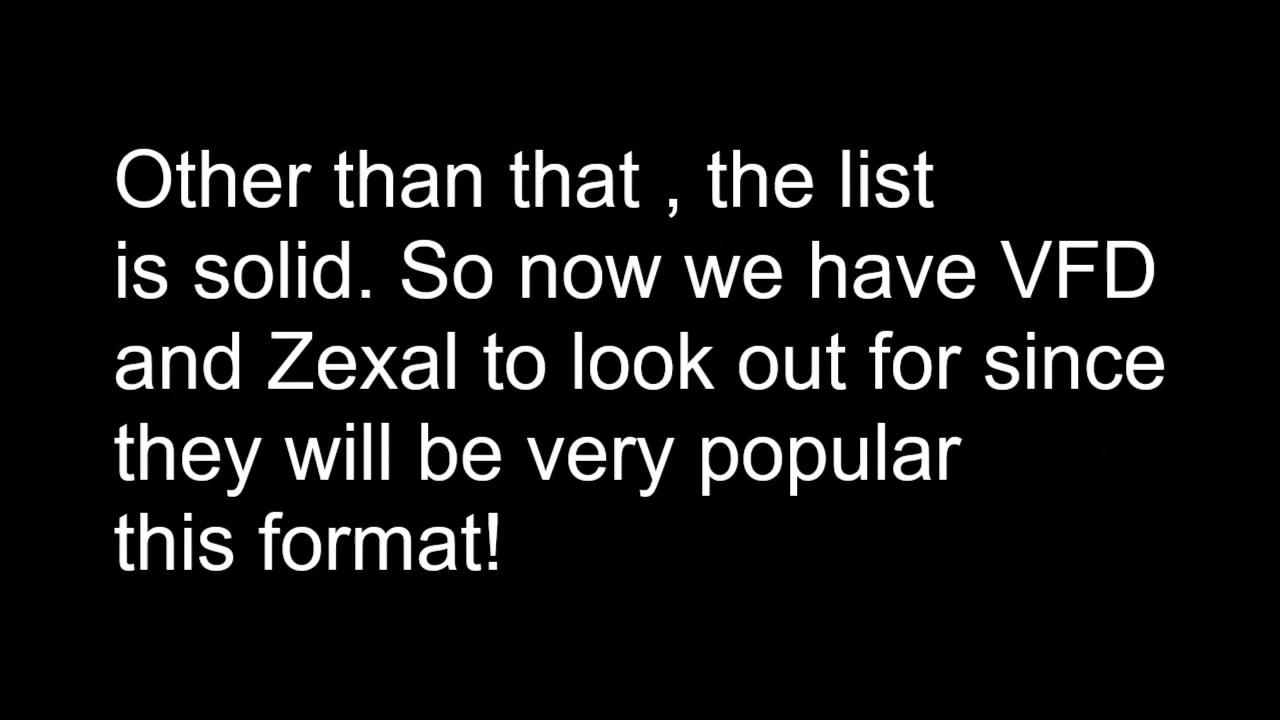 Other than that , the list
is solid. So now we have VFD
and Zexal to look out for since
they will be very popular
this format!